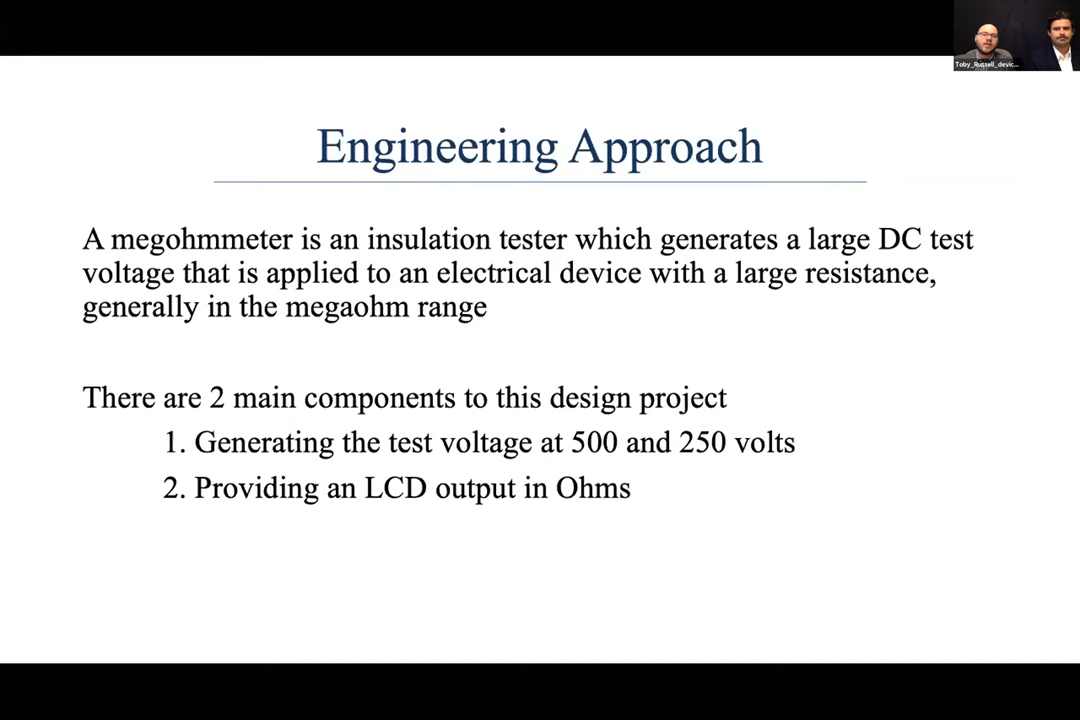 Toby_Russell_devic...
Engineering Approach
A megohmmeter is an insulation tester which generates a large DC test
voltage that is applied to an electrical device with a large resistance,
generally in the megaohm range
There are 2 main components to this design project
1. Generating the test voltage at 500 and 250 volts
2. Providing an LCD output in Ohms